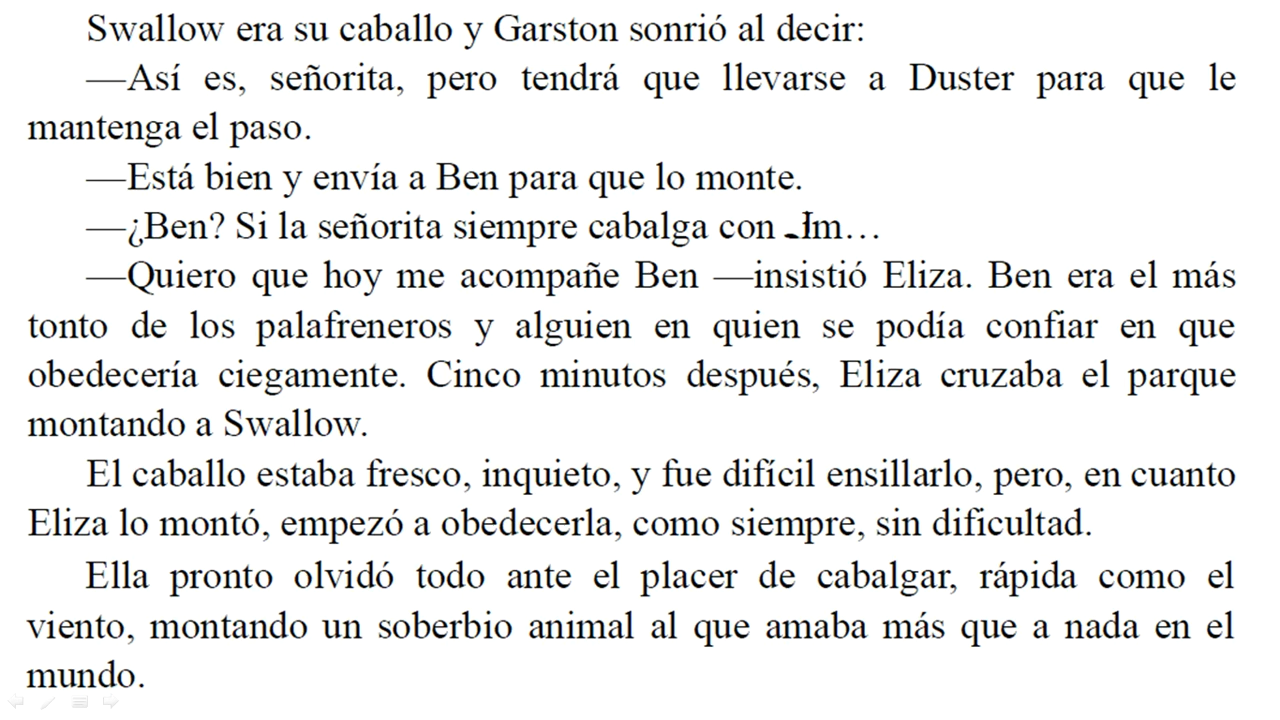 Swallow era su caballo y Garston sonrió al decir:
—Así es, señorita, pero tendrá que llevarse a Duster para que le
mantenga el paso.
—Está bien y envía a Ben para que lo monte.
—¿Ben? Si la señorita siempre cabalga con
—Quiero que hoy me acompañe Ben —insistió Eliza. Ben era el más
tonto de los palafreneros y alguien en quien se podía confiar en que
obedecería ciegamente. Cinco minutos después, Eliza cruzaba el parque
montando a Swallow.
El caballo estaba fresco, inquieto, y fue difícil ensillarlo, pero, en cuanto
Eliza lo montó, empezó a obedecerla, como siempre, sin dificultad.
Ella pronto olvidó todo ante el placer de cabalgar, rápida como el
viento, montando un soberbio animal al que amaba más que a nada en el
mundo.